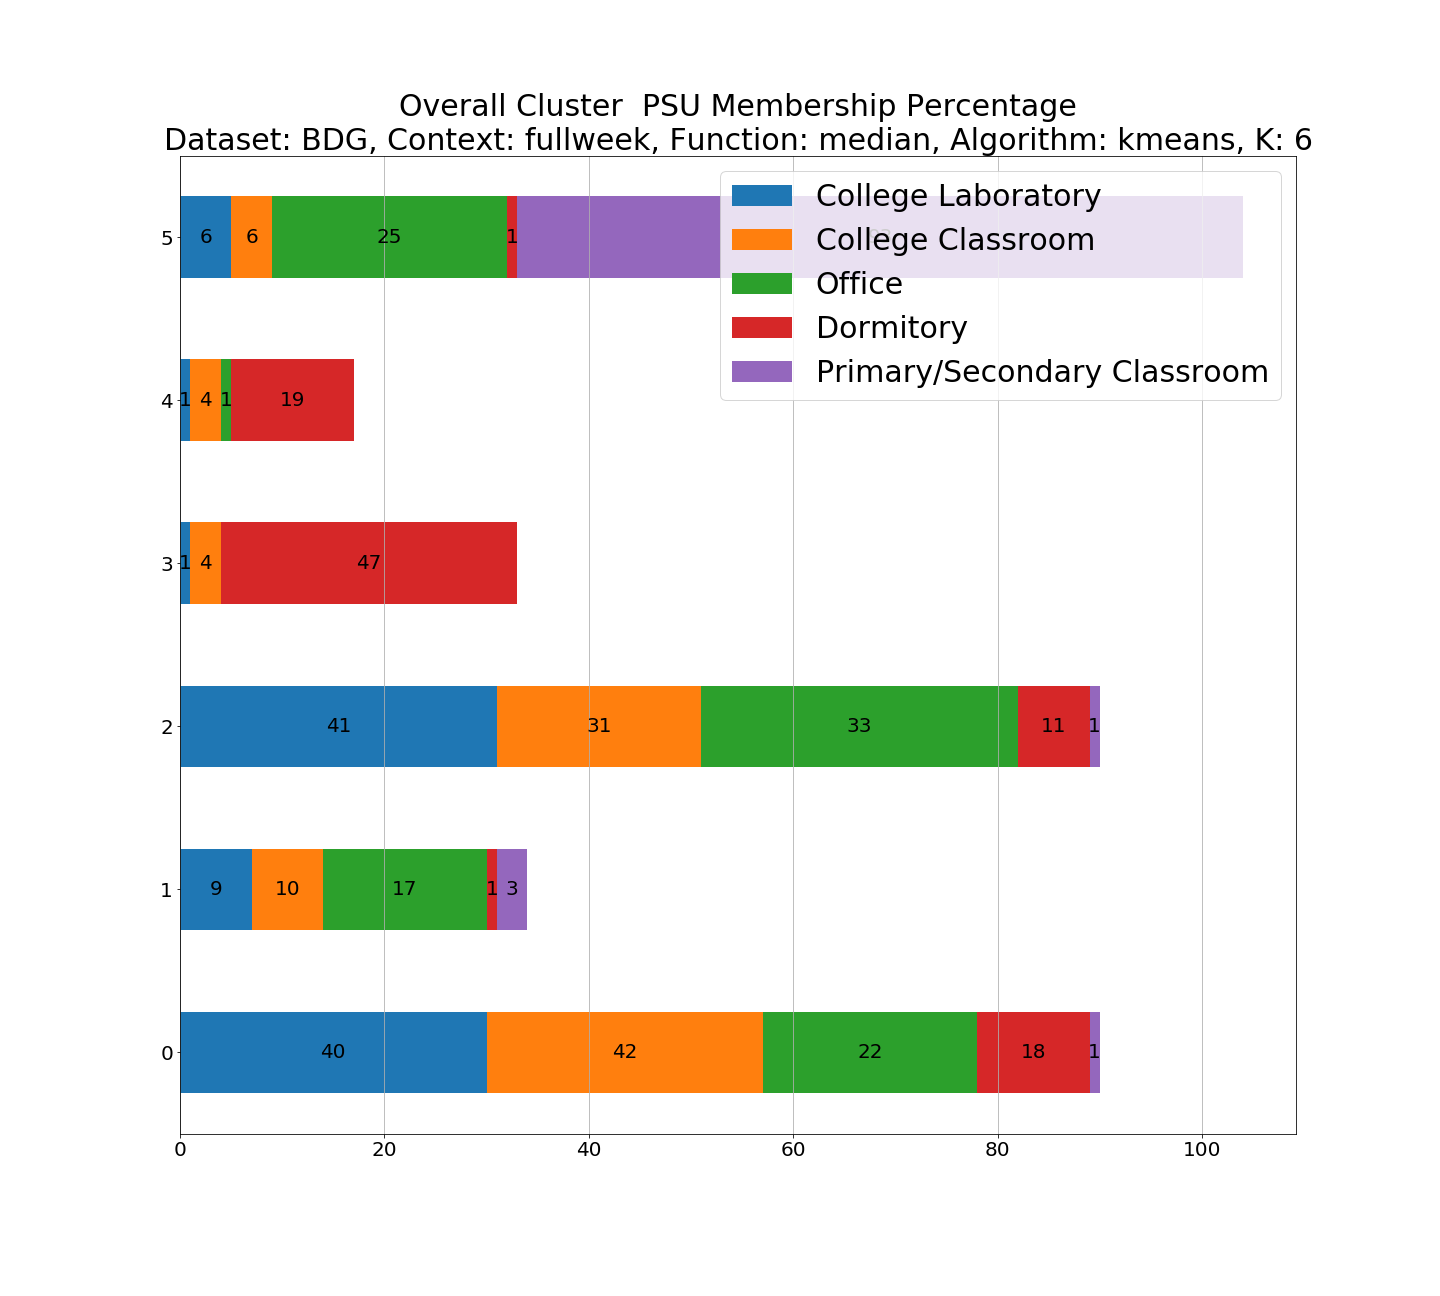 Overall Cluster  PSU Membership Percentage
Dataset: BDG, Context: fullweek, Function: median, Algorithm: kmeans, K: 6
College Laboratory
College Classroom
Office
Dormitory
Primary/Secondary Classroom
5 6 6 25 1
4 1 4 1 19
3 1 4 47
2 41 31 33 11 1
1 9 10 17 1 3
0 40 42 22 18 1
0 20 40 60 80 100